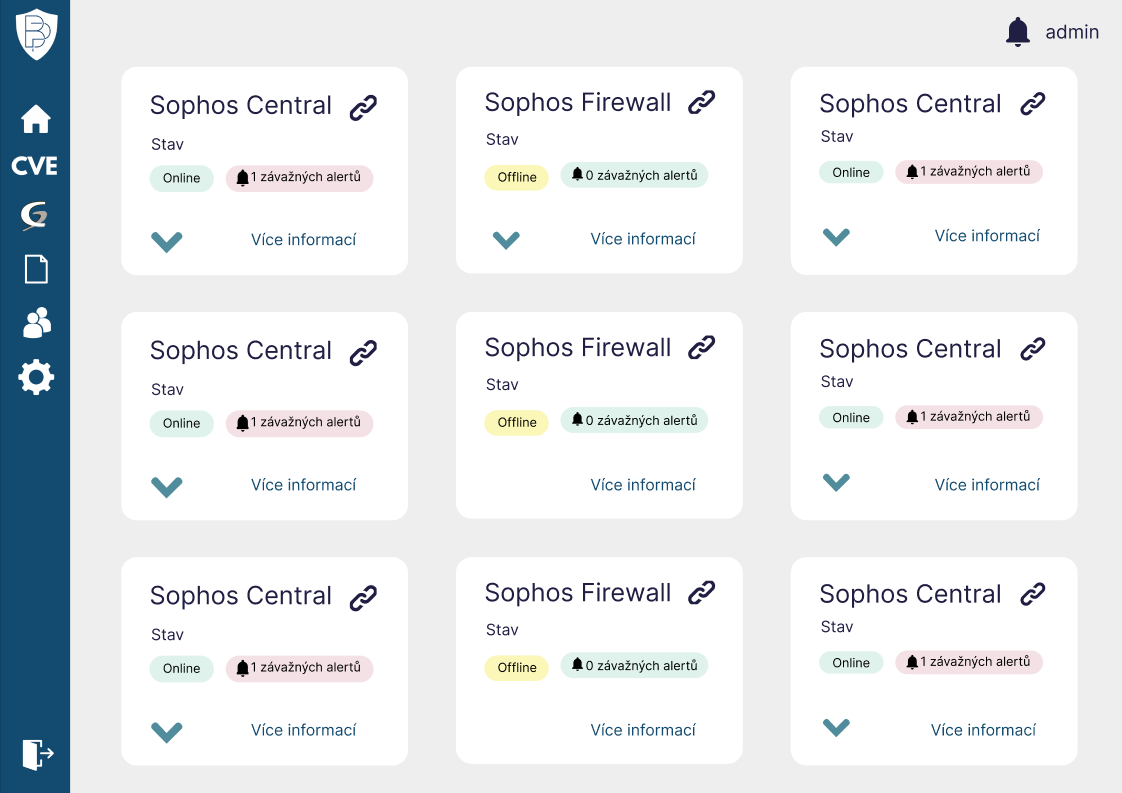 admin
CVE
Sophos Central
Stav
Online
1 závažných alertů
Více informací
Sophos Firewall
Stav
Offline
0 závažných alertů
Více informací
Sophos Central
Stav
Online
1 závažných alertů
Více informací
Sophos Central
Stav
Online
1 závažných alertů
Více informací
Sophos Firewall
Stav
Offline
0 závažných alertů
Více informací
Sophos Central
Stav
Online
1 závažných alertů
Více informací
Sophos Central
Stav
Online
1 závažných alertů
Více informací
Sophos Firewall
Stav
Offline
0 závažných alertů
Více informací
Sophos Central
Stav
Online
1 závažných alertů
Více informací